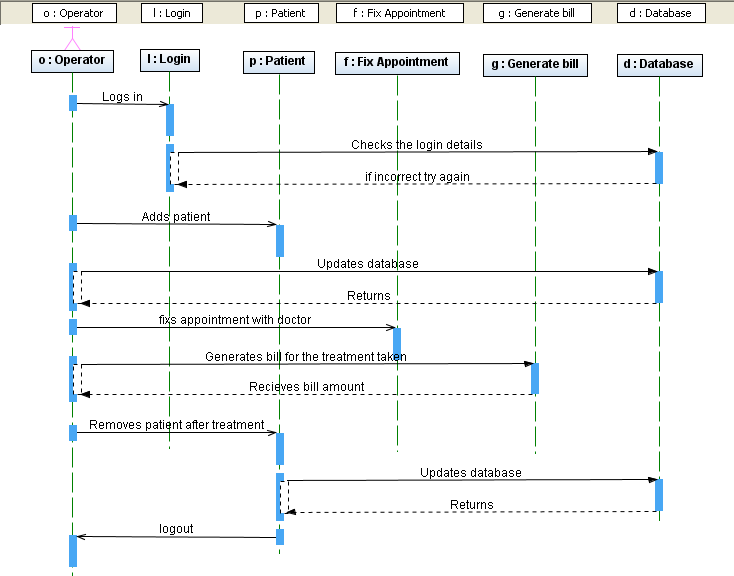 o : Operator
l : Login
p : Patient
f : Fix Appointment
g : Generate bill
d : Database
o : Operator
l : Login
p : Patient
f : Fix Appointment
g : Generate bill
d : Database
Logs in
Checks the login details
if incorrect try again
Adds patient
Updates database
Returns
fixs appointment with doctor
Generates bill for the treatment taken
Recieves bill amount
Removes patient after treatment
Updates database
Returns
logout